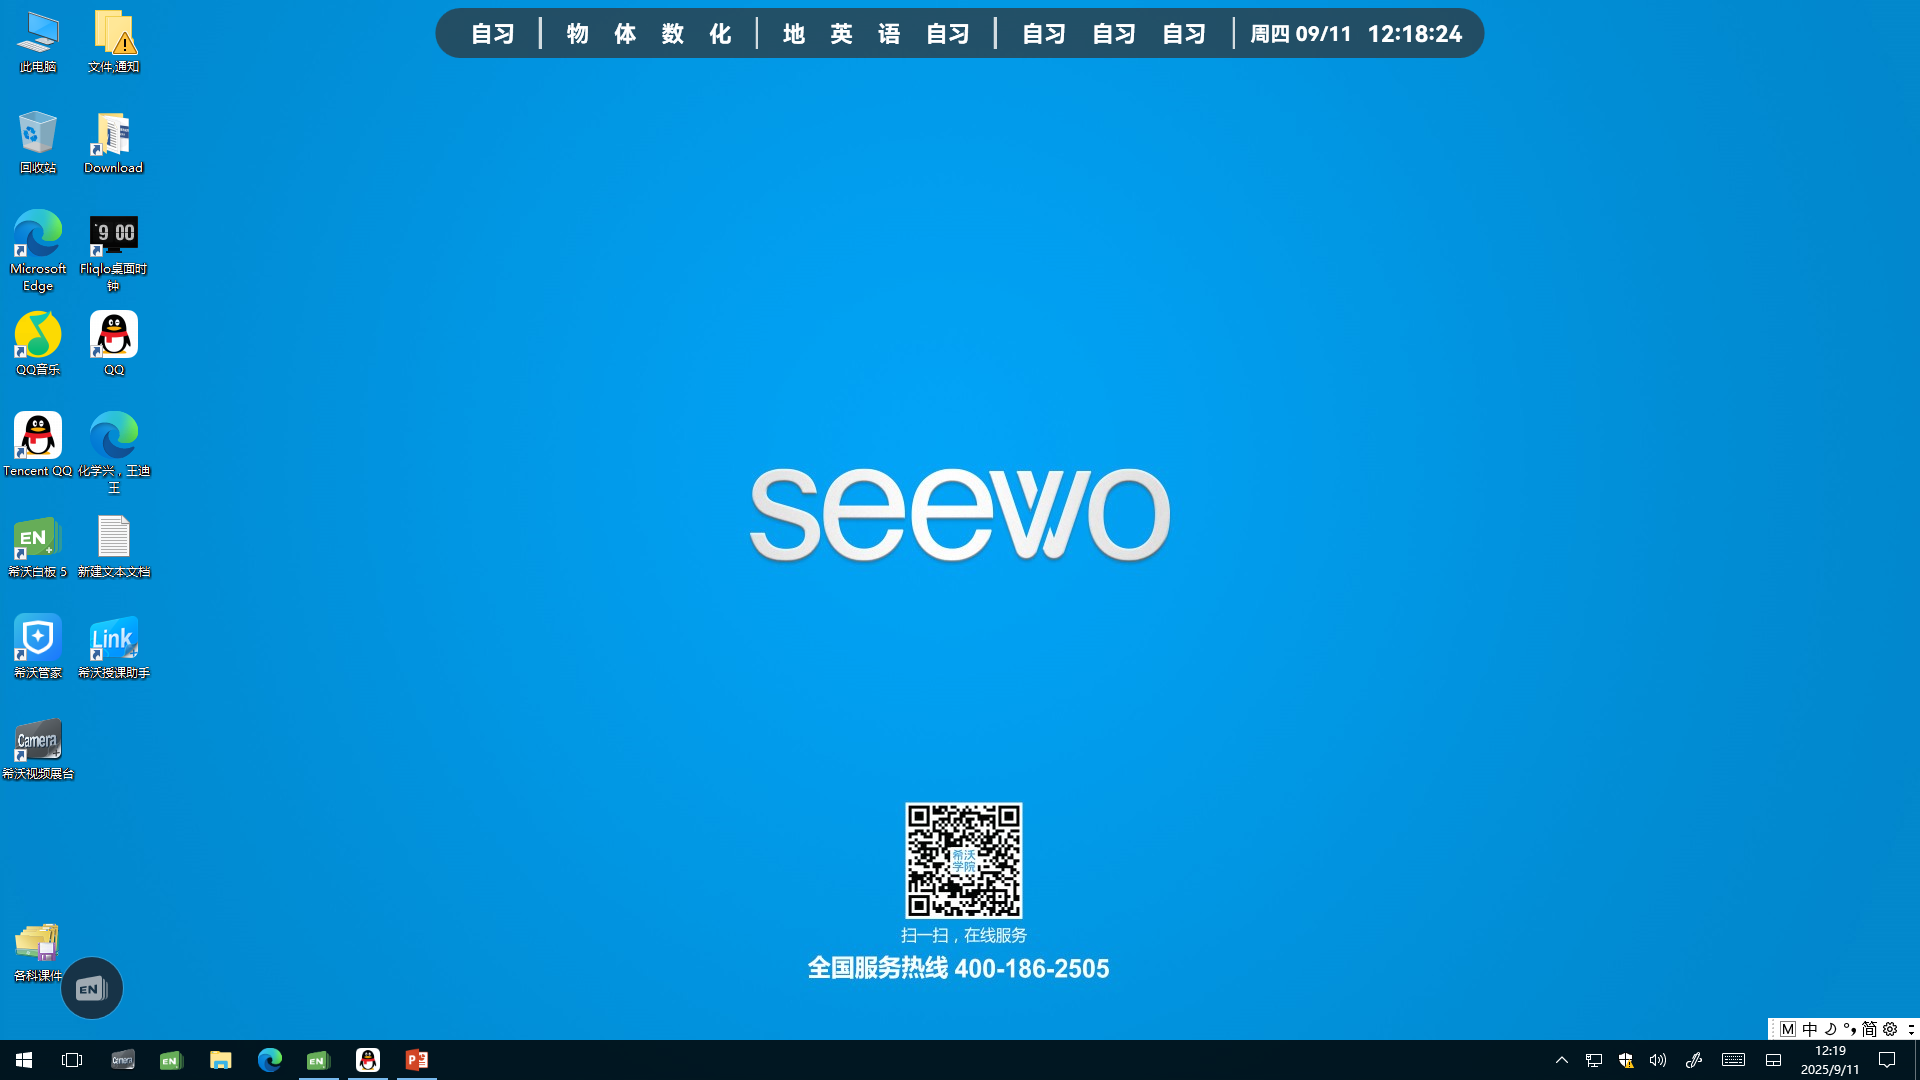 自习 物 体 数 化 地 英 语 自习 自习 自习 自习 周四 09/11 12:18:24
此电脑
文件,通知
回收站
Download
9 00
Microsoft Edge
Fliqlo桌面时钟
QQ音乐
QQ
Tencent QQ
化学兴，王迪王
EN
希沃白板 5
新建文本文档
希沃管家
Link
希沃授课助手
Camera
希沃视频展台
seewo
希沃学院
扫一扫，在线服务
全国服务热线 400-186-2505
各科课件
EN
M 中 简
Camera EN EN P
12:19
2025/9/11